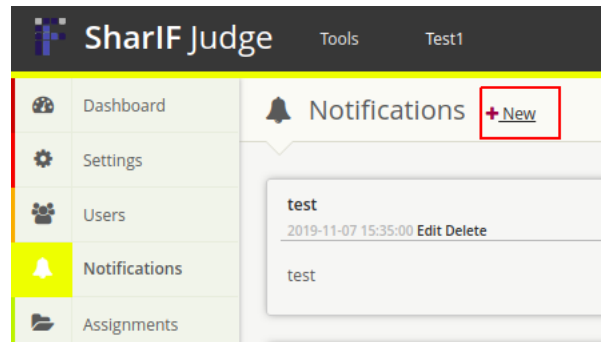 SharIF Judge Tools Test1
Dashboard
Notifications + New
Settings
Users
test
2019-11-07 15:35:00 Edit Delete
Notifications
test
Assignments